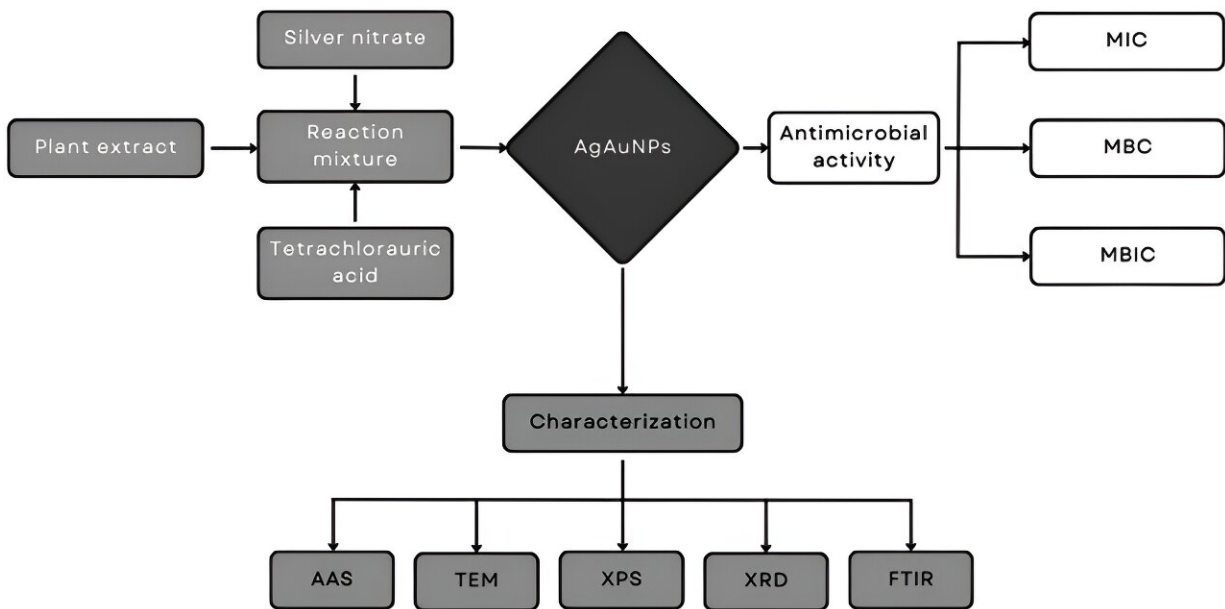 Silver nitrate
MIC
Plant extract
Reaction
mixture
AgAuNPs
Antimicrobial
activity
MBC
Tetrachlorauric
acid
MBIC
Characterization
AAS
TEM
XPS
XRD
FTIR